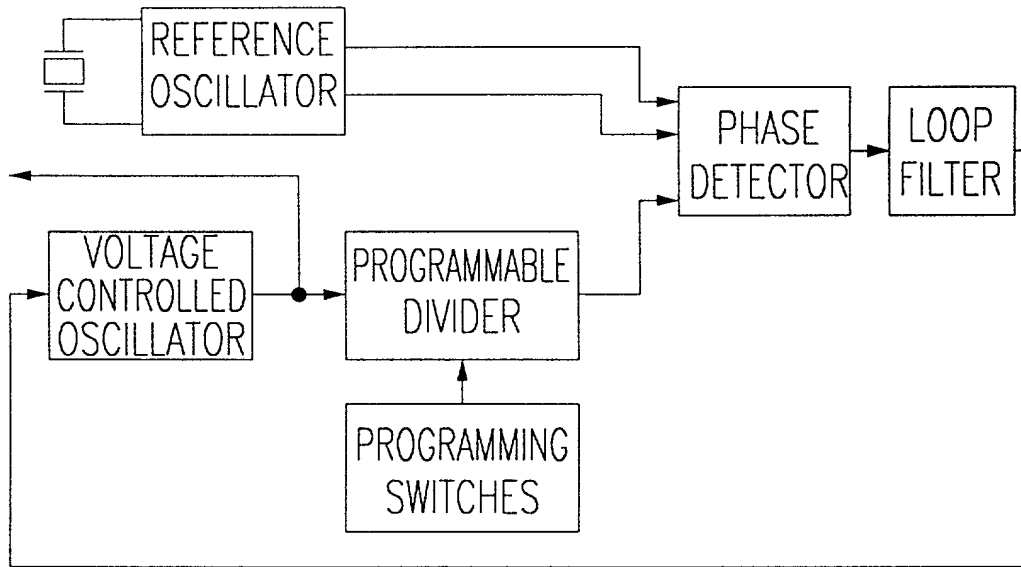 REFERENCE
OSCILLATOR
PHASE
DETECTOR
LOOP
FILTER
VOLTAGE
CONTROLLED
OSCILLATOR
PROGRAMMABLE
DIVIDER
PROGRAMMING
SWITCHES